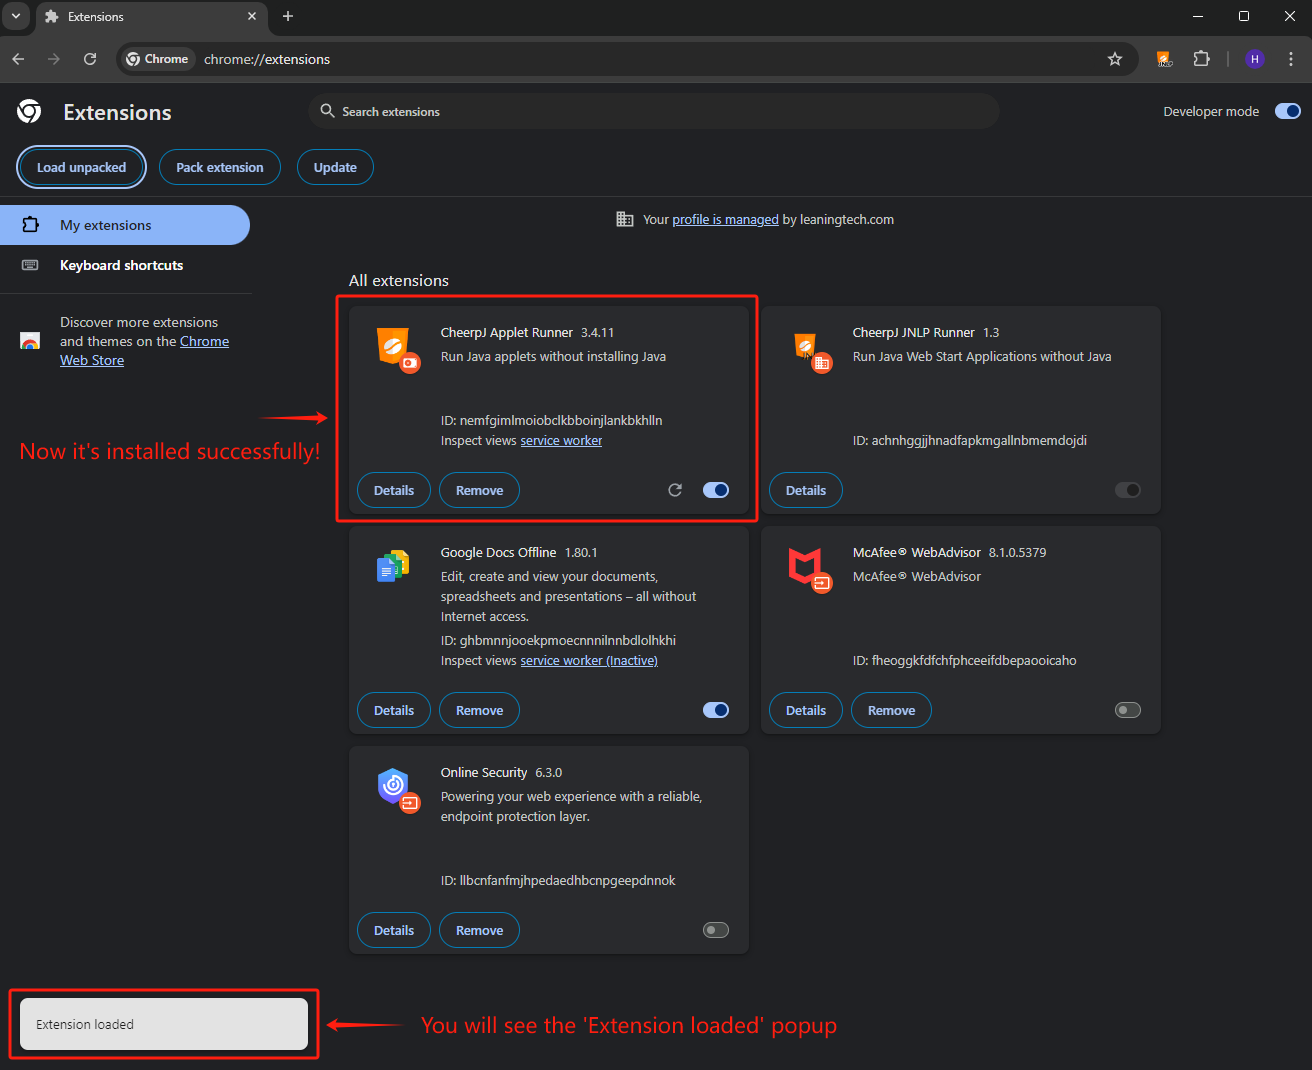 Extensions
Chrome
chrome://extensions
H
Extensions
Search extensions
Developer mode
Load unpacked
Pack extension
Update
My extensions
Keyboard shortcuts
Discover more extensions
and themes on the Chrome
Web Store
Your profile is managed by leaningtech.com
All extensions
CheerpJ Applet Runner 3.4.11
Run Java applets without installing Java
ID: nemfgimlmoiobclkbboinjlankbkhlln
Inspect views service worker
Details
Remove
CheerpJ JNLP Runner 1.3
Run Java Web Start Applications without Java
ID: achnhggjjhnadfapkmgallnbmemdojdi
Details
Now it's installed successfully!
Google Docs Offline 1.80.1
Edit, create and view your documents,
spreadsheets and presentations – all without
Internet access.
ID: ghbmnnjooekpmoecnnnilnnbdlolhkhi
Inspect views service worker (Inactive)
Details
Remove
McAfee® WebAdvisor 8.1.0.5379
McAfee® WebAdvisor
ID: fheoggkfdfchfphceeifdbepaooicaho
Details
Remove
Online Security 6.3.0
Powering your web experience with a reliable,
endpoint protection layer.
ID: llbcnfanfmjhpedaedhbcnpgeepdnnok
Details
Remove
Extension loaded
You will see the 'Extension loaded' popup